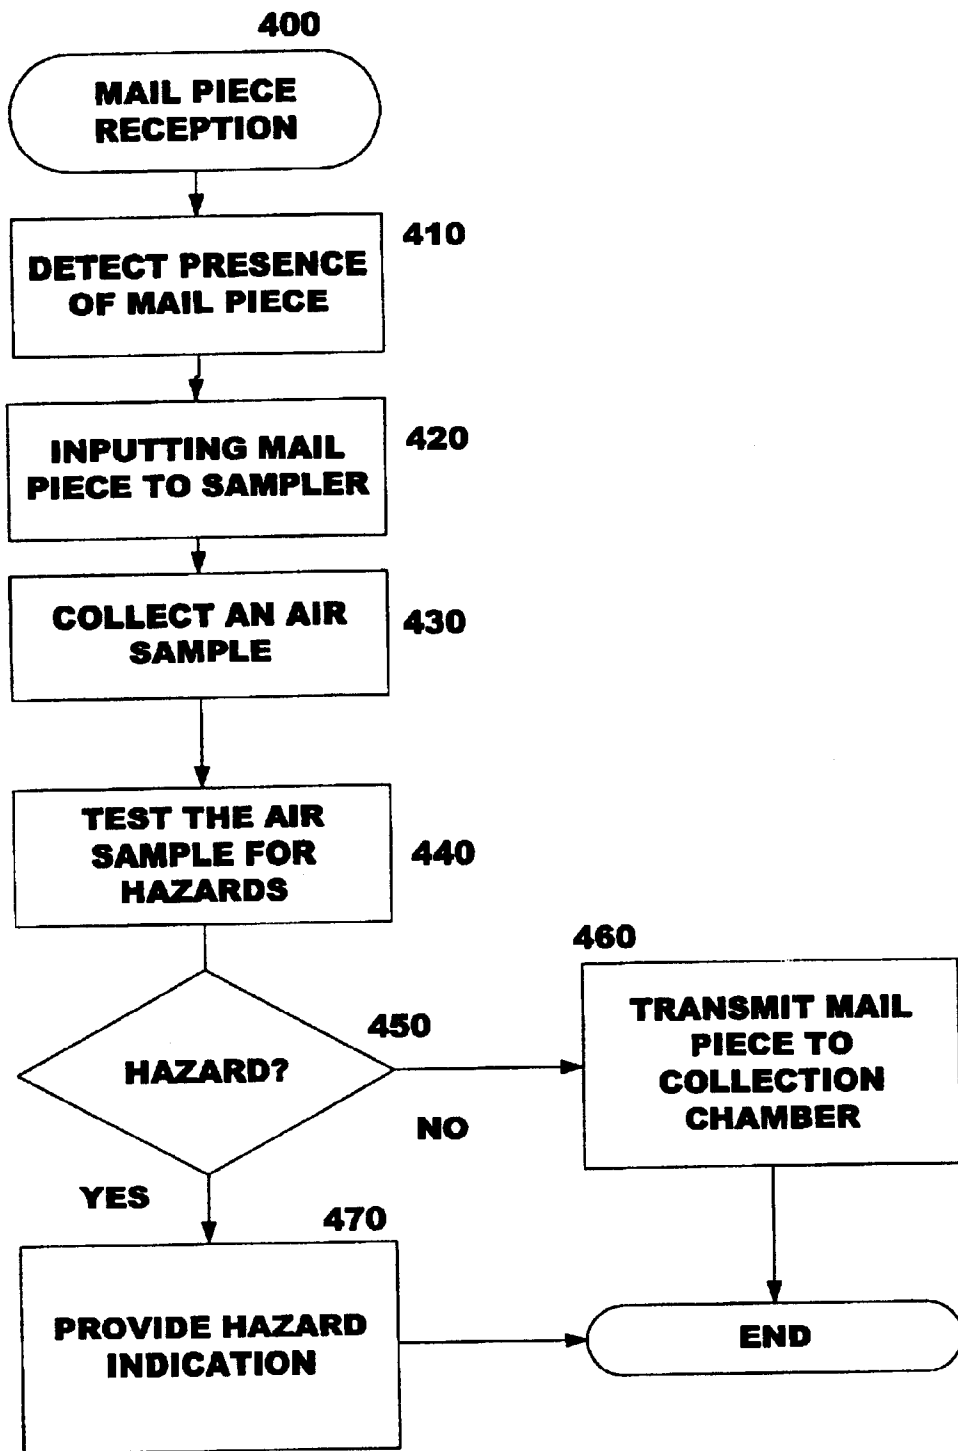 400
MAIL PIECE
RECEPTION
410
DETECT PRESENCE
OF MAIL PIECE
420
INPUTTING MAIL
PIECE TO SAMPLER
COLLECT AN AIR
SAMPLE
430
TEST THE AIR
SAMPLE FOR
HAZARDS
440
450
HAZARD?
NO
YES
460
TRANSMIT MAIL
PIECE TO
COLLECTION
CHAMBER
470
PROVIDE HAZARD
INDICATION
END